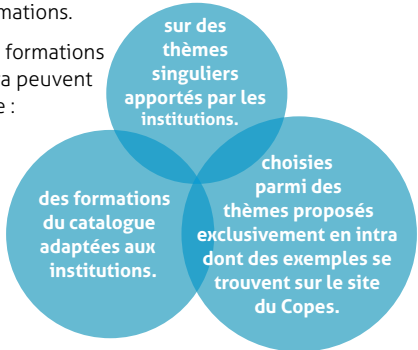 mations.
formations
a peuvent
e :
sur des
thèmes
singuliers
apportés par les
institutions.
des formations
du catalogue
adaptées aux
institutions.
choisies
parmi des
thèmes proposés
exclusivement en intra
dont des exemples se
trouvent sur le site
du Copes.